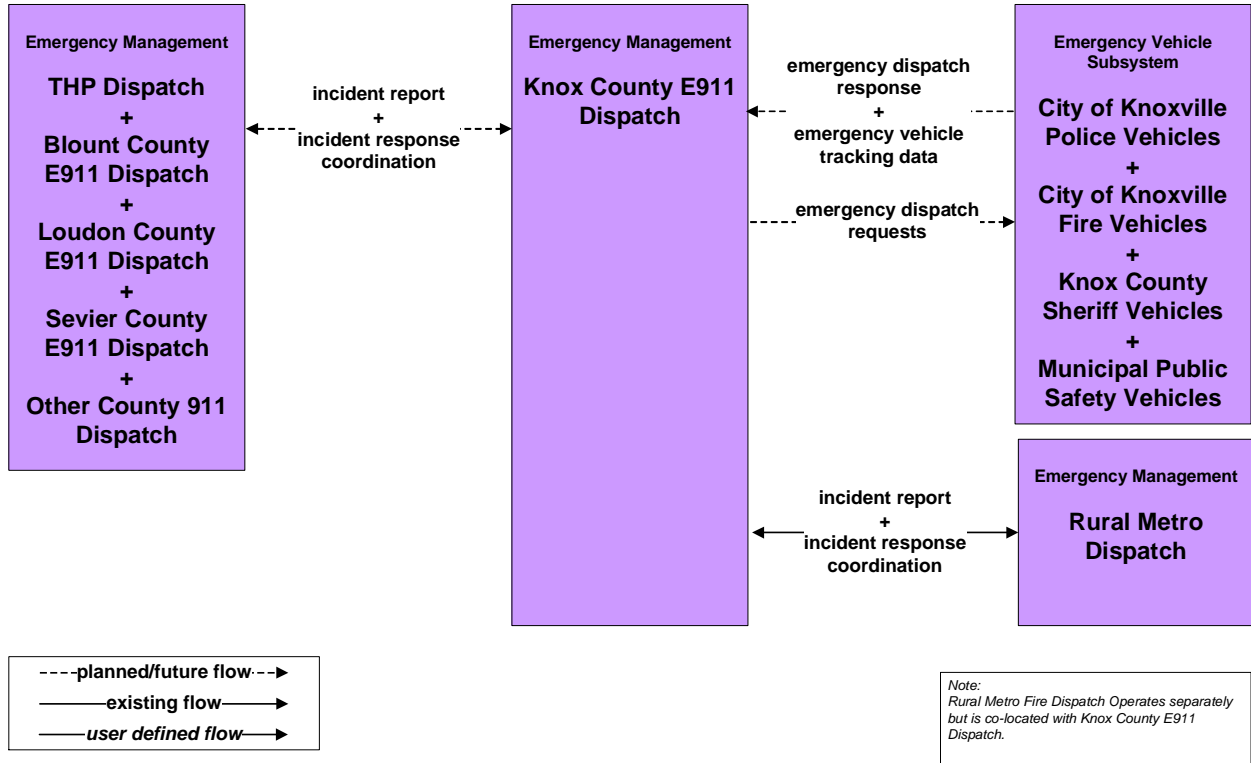 Emergency Management
THP Dispatch
+
Blount County
E911 Dispatch
+
Loudon County
E911 Dispatch
+
Sevier County
E911 Dispatch
+
Other County 911
Dispatch
incident report
+
incident response
coordination
Emergency Management
Knox County E911
Dispatch
emergency dispatch
response
+
emergency vehicle
tracking data
emergency dispatch
requests
Emergency Vehicle
Subsystem
City of Knoxville
Police Vehicles
+
City of Knoxville
Fire Vehicles
+
Knox County
Sheriff Vehicles
+
Municipal Public
Safety Vehicles
incident report
+
incident response
coordination
Emergency Management
Rural Metro
Dispatch
planned/future flow
existing flow
user defined flow
Note:
Rural Metro Fire Dispatch Operates separately
but is co-located with Knox County E911
Dispatch.